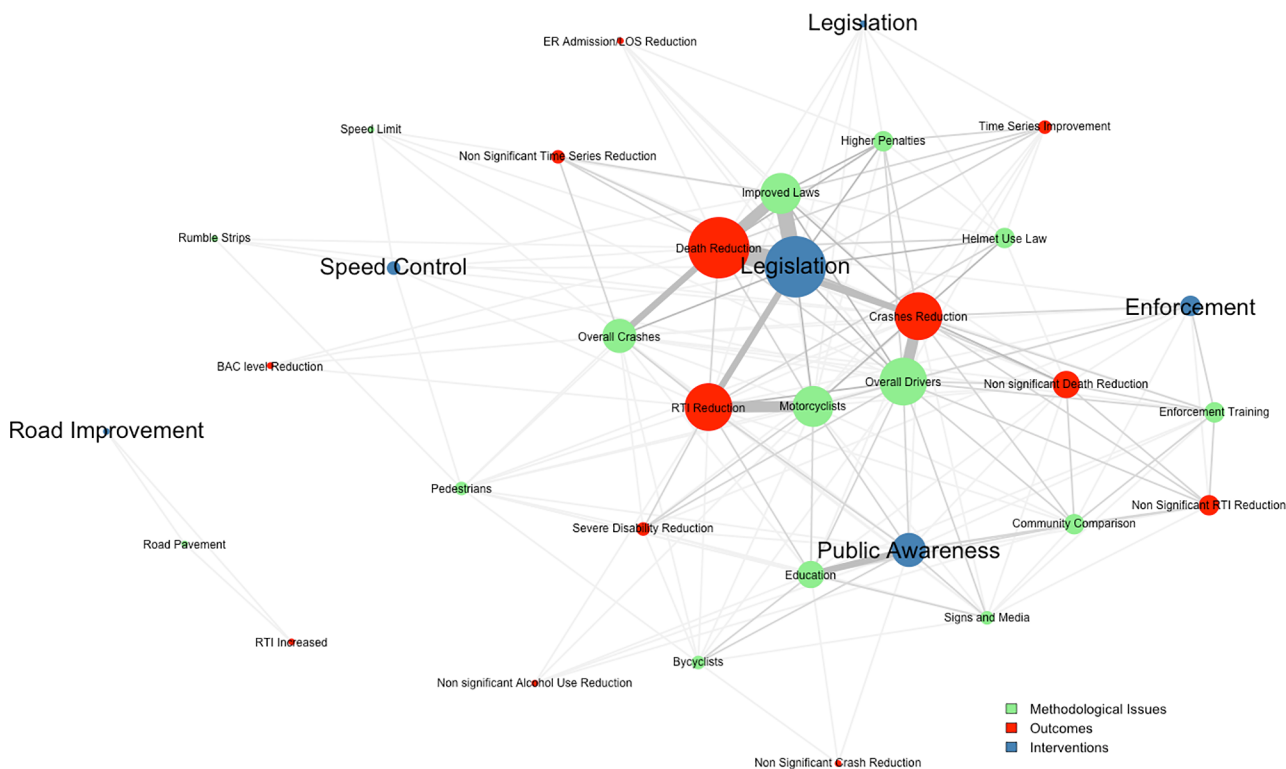 Legislation
ER Admission/LOS Reduction
Speed Limit
Time Series Improvement
Higher Penalties
Non Significant Time Series Reduction
Improved Laws
Rumble Strips
Helmet Use Law
Death Reduction
Speed Control
Legislation
Enforcement
Crashes Reduction
Overall Crashes
BAC level Reduction
Overall Drivers
Non significant Death Reduction
RTI Reduction
Motorcyclists
Enforcement Training
Road Improvement
Pedestrians
Non Significant RTI Reduction
Severe Disability Reduction
Community Comparison
Road Pavement
Public Awareness
Education
Signs and Media
RTI Increased
Bycyclists
Non significant Alcohol Use Reduction
Methodological Issues
Outcomes
Interventions
Non Significant Crash Reduction